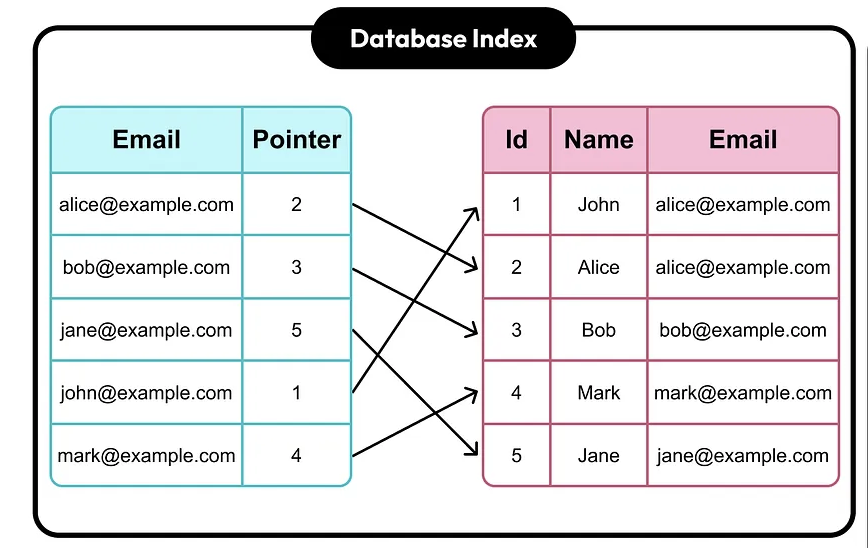 Database Index
Email Pointer
alice@example.com 2
bob@example.com 3
jane@example.com 5
john@example.com 1
mark@example.com 4
Id Name Email
1 John alice@example.com
2 Alice alice@example.com
3 Bob bob@example.com
4 Mark mark@example.com
5 Jane jane@example.com